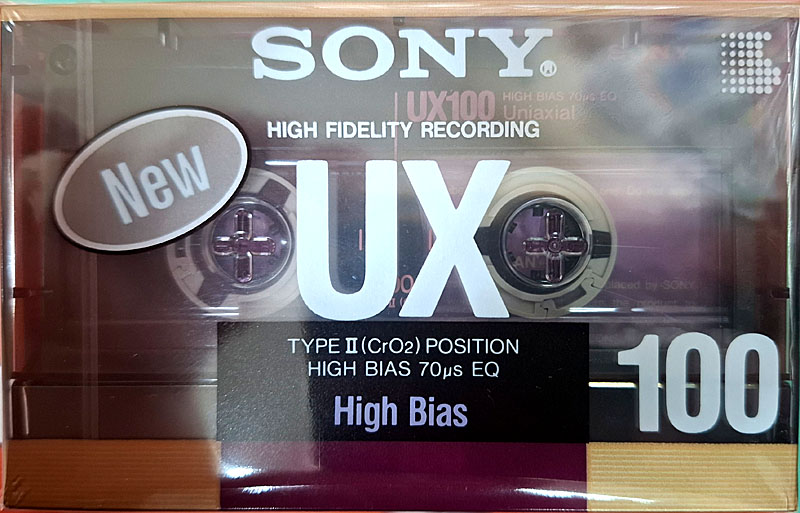 SONY®
UX100 HIGH BIAS 70µs EQ
Uniaxial
HIGH FIDELITY RECORDING
New
UX
TYPE II (CrO2) POSITION
HIGH BIAS 70µs EQ
High Bias
100